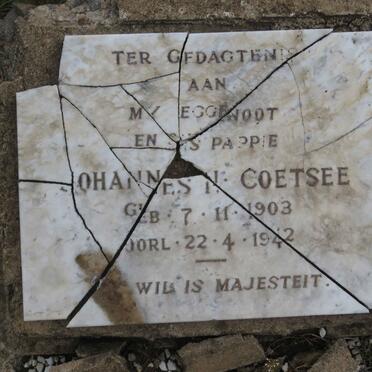 TER GEDAGTENIS
AAN
MY EGGENOOT
EN PAPPIE
JOHANNES H. COETSEE
GEB · 7 · 11 · 1903
OORL · 22 · 4 · 1942
WIL IS MAJESTEIT.